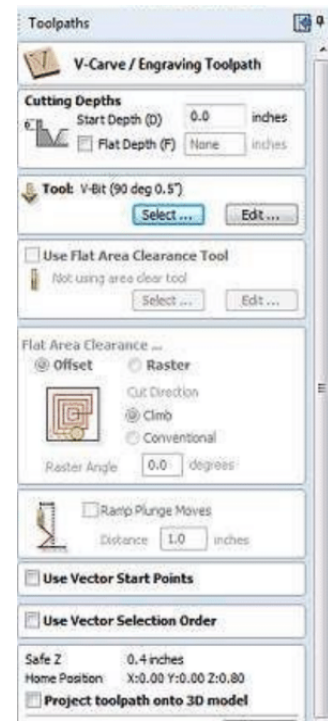 Toolpaths
V-Carve / Engraving Toolpath
Cutting Depths
Start Depth (D) 0.0 inches
Flat Depth (F) None inches
Tool: V-Bit (90 deg 0.5")
Select ... Edit ...
Use Flat Area Clearance Tool
Not using area clear tool
Select ... Edit ...
Flat Area Clearance ...
Offset Raster
Cut Direction
Climb
Conventional
Raster Angle 0.0 degrees
Ramp Plunge Moves
Distance 1.0 inches
Use Vector Start Points
Use Vector Selection Order
Safe Z 0.4 inches
Home Position X:0.00 Y:0.00 Z:0.80
Project toolpath onto 3D model